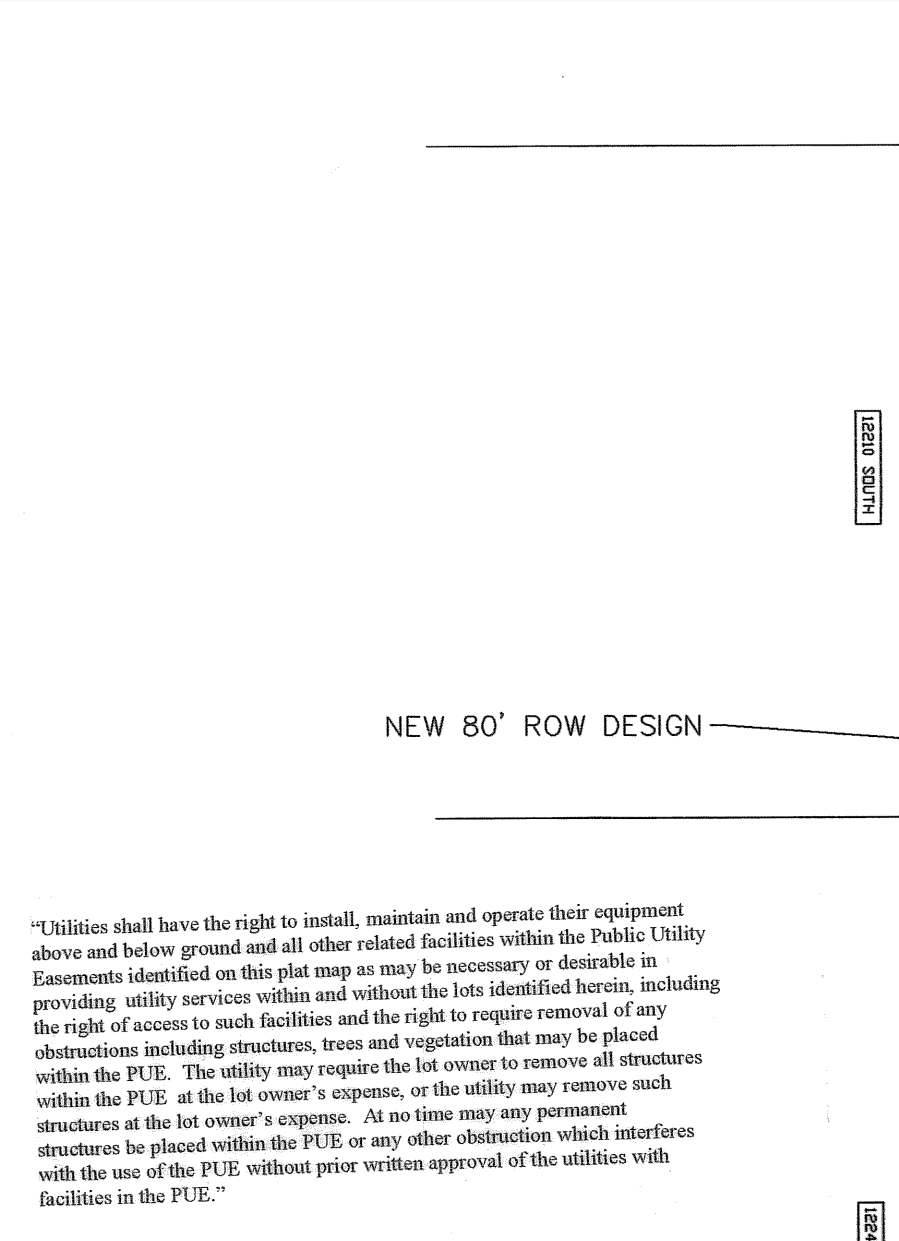 12210 SOUTH
NEW 80' ROW DESIGN
“Utilities shall have the right to install, maintain and operate their equipment
above and below ground and all other related facilities within the Public Utility
Easements identified on this plat map as may be necessary or desirable in
providing utility services within and without the lots identified herein, including
the right of access to such facilities and the right to require removal of any
obstructions including structures, trees and vegetation that may be placed
within the PUE. The utility may require the lot owner to remove all structures
within the PUE at the lot owner’s expense, or the utility may remove such
structures at the lot owner’s expense. At no time may any permanent
structures be placed within the PUE or any other obstruction which interferes
with the use of the PUE without prior written approval of the utilities with
facilities in the PUE.”